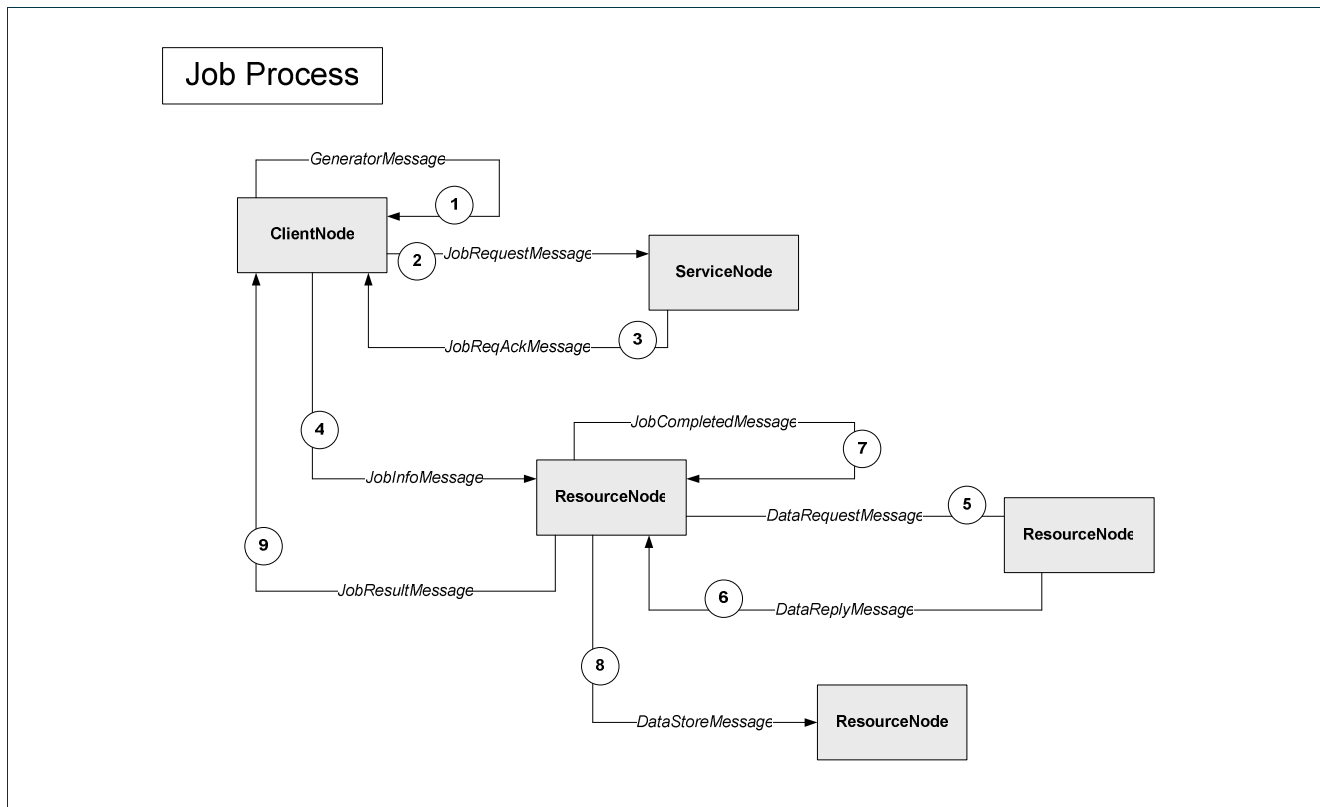 Job Process
GeneratorMessage
1
ClientNode
2
JobRequestMessage
ServiceNode
3
JobReqAckMessage
4
JobCompletedMessage
7
JobInfoMessage
ResourceNode
5
DataRequestMessage
ResourceNode
9
JobResultMessage
6
DataReplyMessage
8
DataStoreMessage
ResourceNode